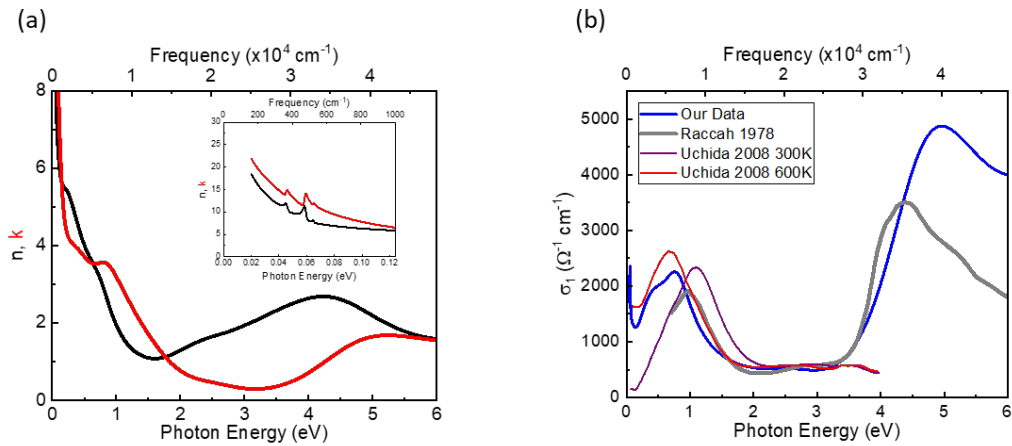 (a)
Frequency (x10⁴ cm⁻¹)
0 1 2 3 4
8
6
4
2
0
n, k
0 1 2 3 4 5 6
Photon Energy (eV)
Frequency (cm⁻¹)
200 400 600 800 1000
30
25
20
15
10
5
0
n, k
0.00 0.02 0.04 0.06 0.08 0.10 0.12
Photon Energy (eV)
(b)
Frequency (x10⁴ cm⁻¹)
0 1 2 3 4
Our Data
Raccah 1978
Uchida 2008 300K
Uchida 2008 600K
5000
4000
3000
2000
1000
0
σ₁ (Ω⁻¹ cm⁻¹)
0 1 2 3 4 5 6
Photon Energy (eV)